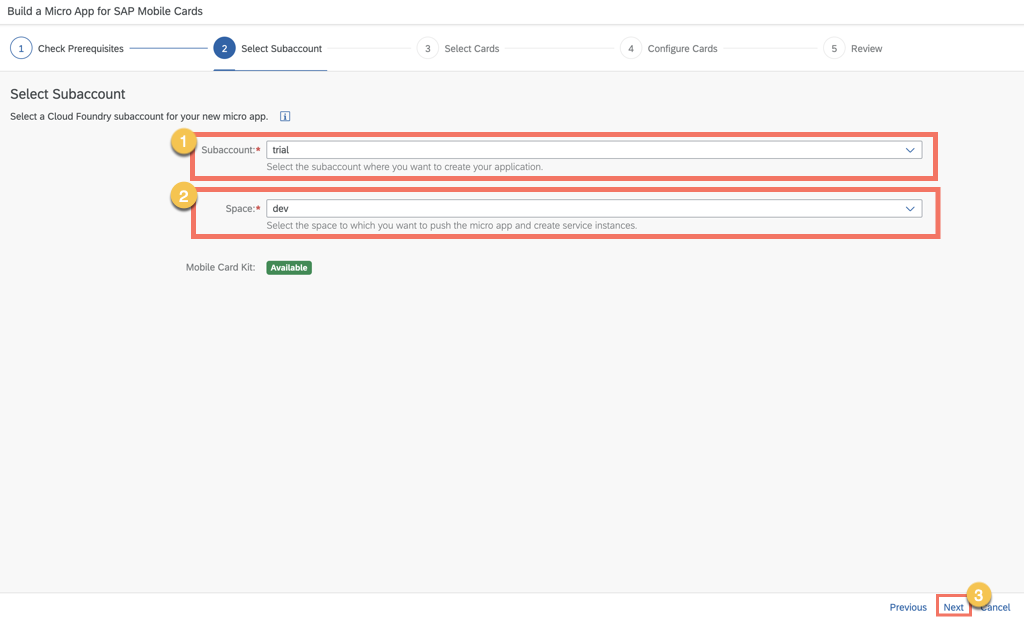 Build a Micro App for SAP Mobile Cards
1 Check Prerequisites 2 Select Subaccount 3 Select Cards 4 Configure Cards 5 Review
Select Subaccount
Select a Cloud Foundry subaccount for your new micro app. i
1
Subaccount:* trial
Select the subaccount where you want to create your application.
2
Space:* dev
Select the space to which you want to push the micro app and create service instances.
Mobile Card Kit: Available
3
Previous Next Cancel